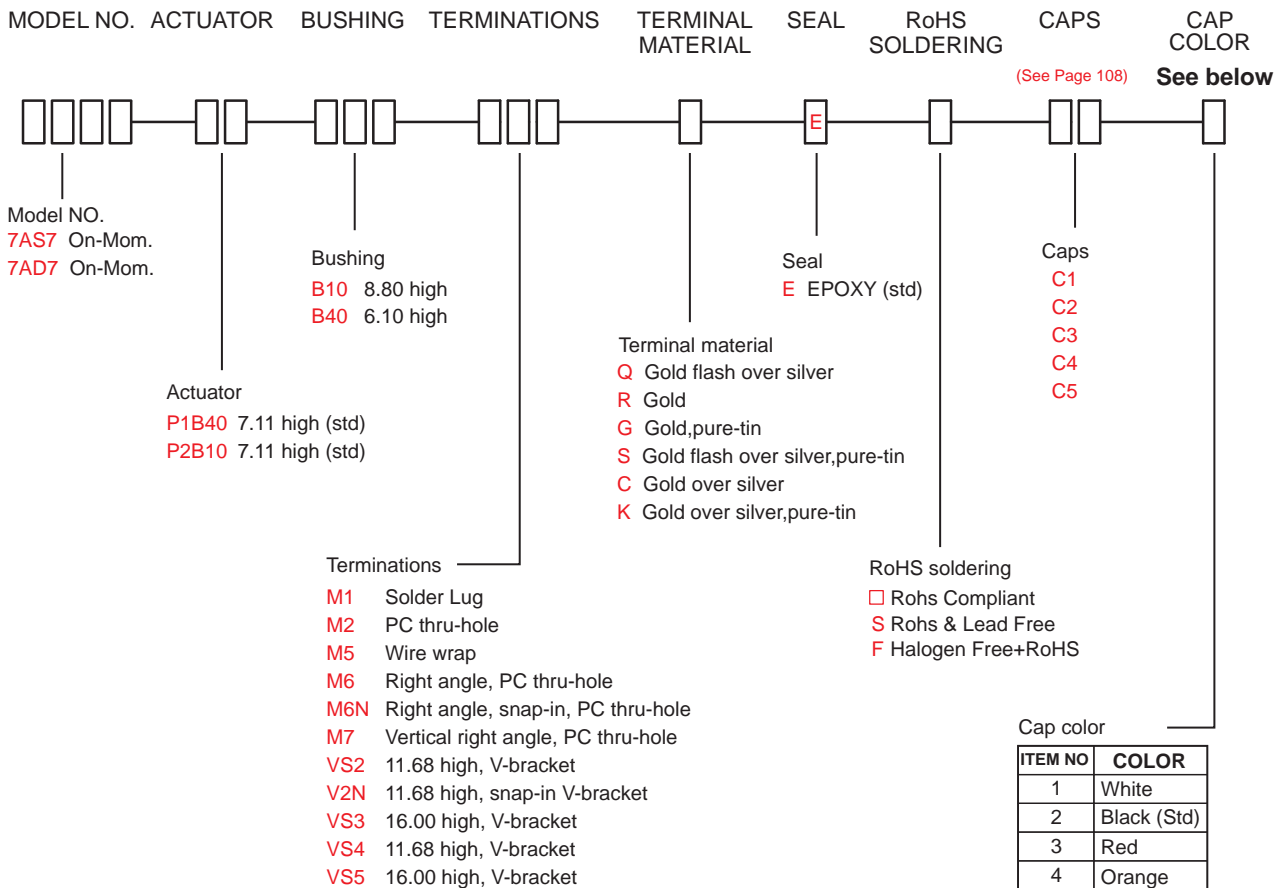 MODEL NO. ACTUATOR BUSHING TERMINATIONS TERMINAL MATERIAL SEAL RoHS SOLDERING CAPS CAP COLOR
(See Page 108) See below
E
Model NO.
7AS7 On-Mom.
7AD7 On-Mom.
Actuator
P1B40 7.11 high (std)
P2B10 7.11 high (std)
Bushing
B10 8.80 high
B40 6.10 high
Terminations
M1 Solder Lug
M2 PC thru-hole
M5 Wire wrap
M6 Right angle, PC thru-hole
M6N Right angle, snap-in, PC thru-hole
M7 Vertical right angle, PC thru-hole
VS2 11.68 high, V-bracket
V2N 11.68 high, snap-in V-bracket
VS3 16.00 high, V-bracket
VS4 11.68 high, V-bracket
VS5 16.00 high, V-bracket
Terminal material
Q Gold flash over silver
R Gold
G Gold,pure-tin
S Gold flash over silver,pure-tin
C Gold over silver
K Gold over silver,pure-tin
Seal
E EPOXY (std)
RoHS soldering
□ Rohs Compliant
S Rohs & Lead Free
F Halogen Free+RoHS
Caps
C1
C2
C3
C4
C5
Cap color
ITEM NO COLOR
1 White
2 Black (Std)
3 Red
4 Orange